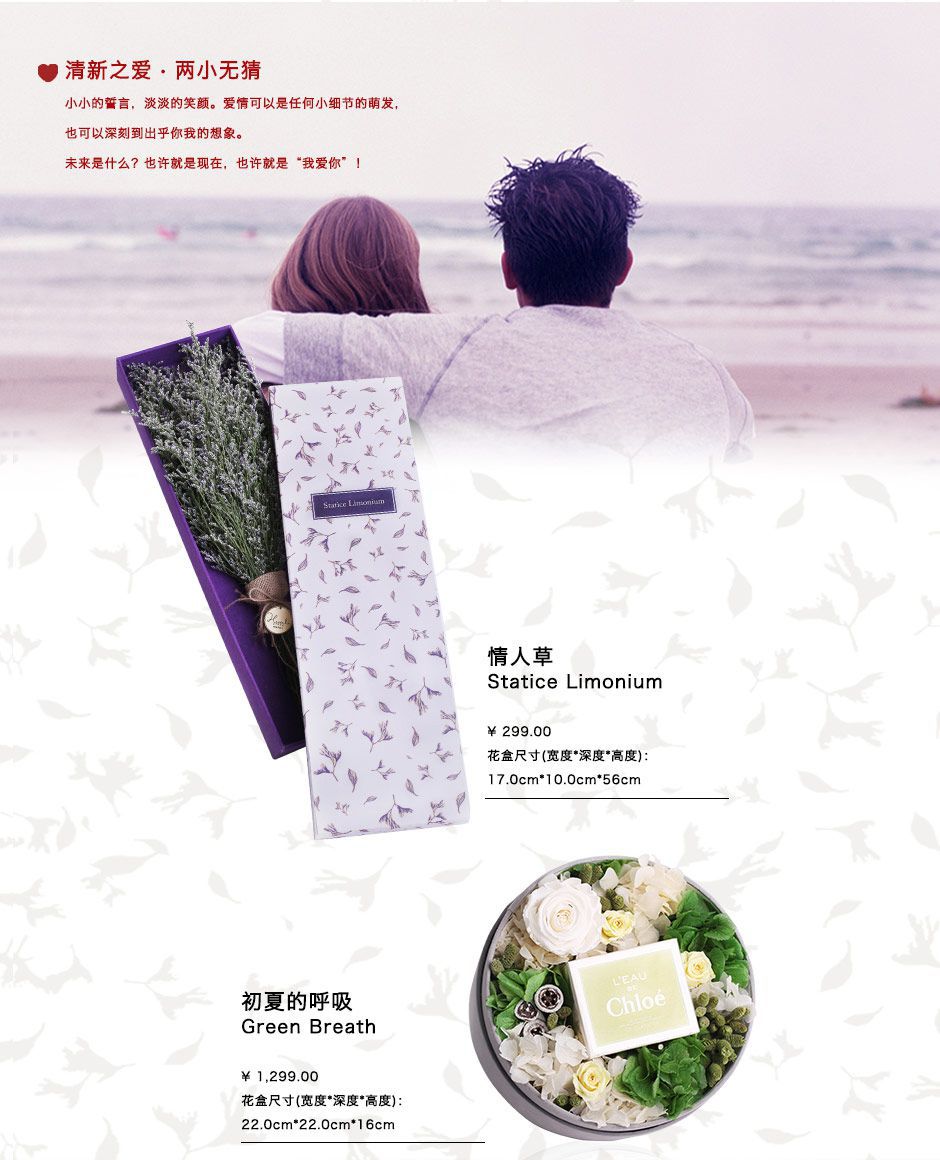 清新之爱·两小无猜
小小的誓言，淡淡的笑颜。爱情可以是任何小细节的萌发，
也可以深刻到出乎你我的想象。
未来是什么？也许就是现在，也许就是“我爱你”！
Statice Limonium
情人草
Statice Limonium
¥ 299.00
花盒尺寸(宽度*深度*高度)：
17.0cm*10.0cm*56cm
L'EAU
DE
Chloé
初夏的呼吸
Green Breath
¥ 1,299.00
花盒尺寸(宽度*深度*高度)：
22.0cm*22.0cm*16cm